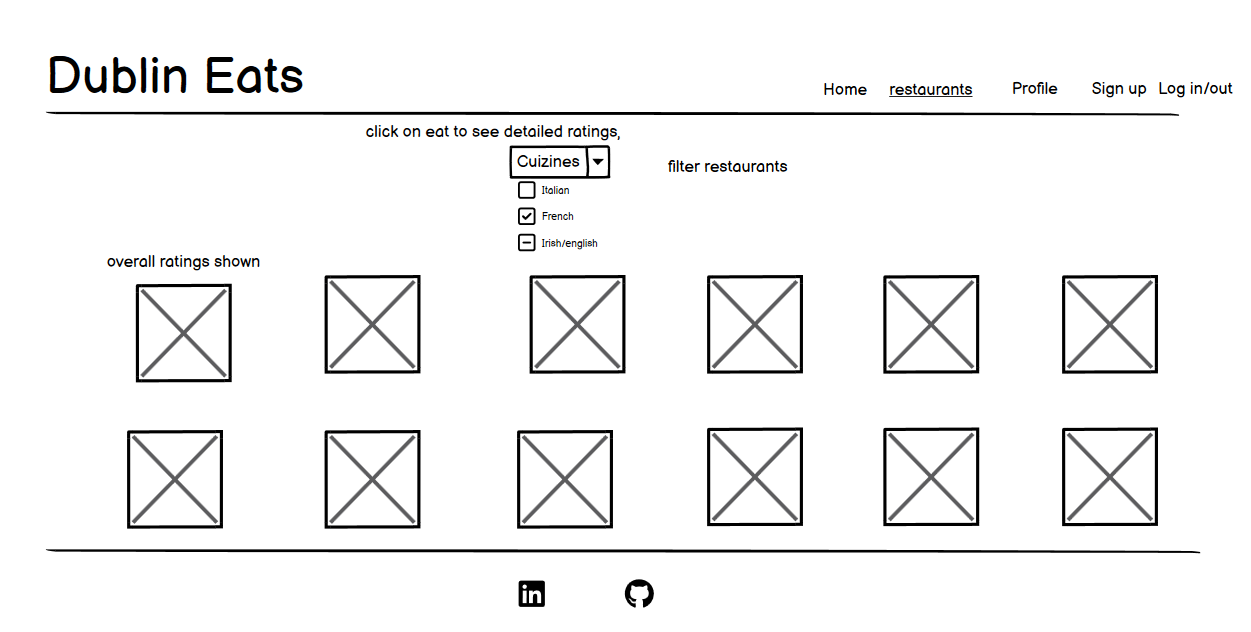 Dublin Eats
Home restaurants Profile Sign up Log in/out
click on eat to see detailed ratings,
Cuizines
filter restaurants
Italian
French
Irish/english
overall ratings shown
in